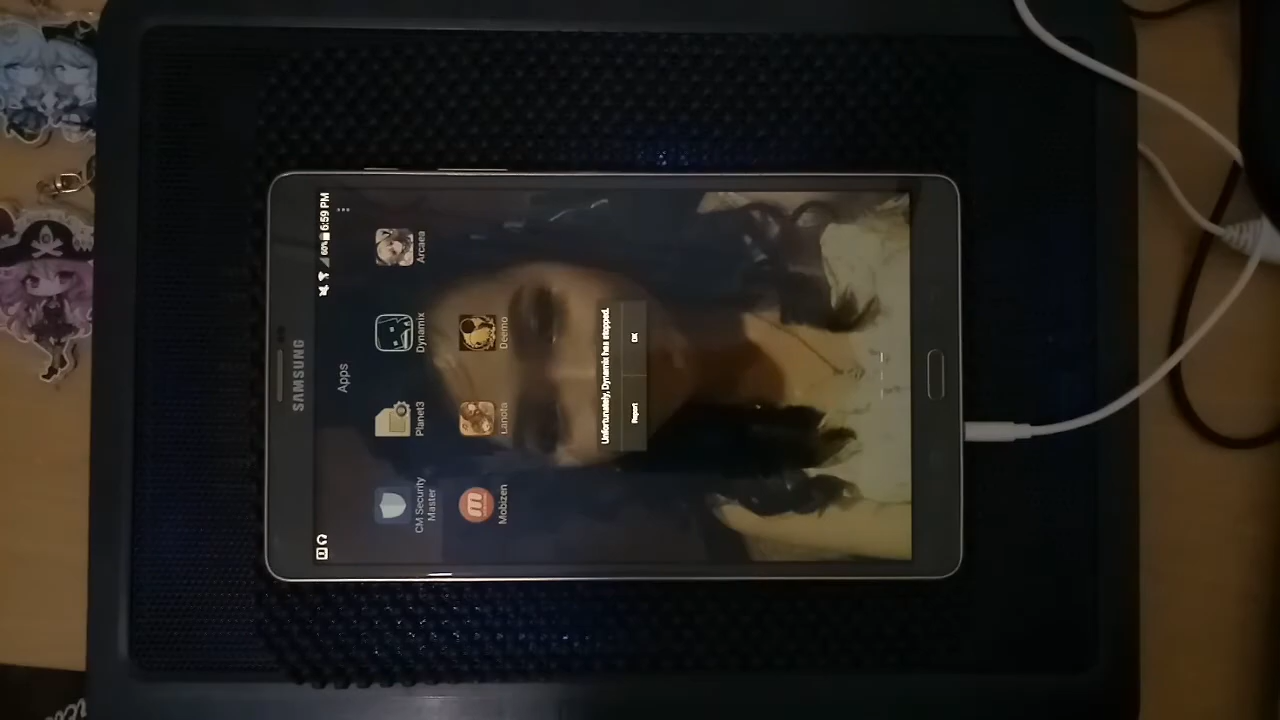 60% 6:59 PM
SAMSUNG
Apps
CM Security
Master
Planet3
Dynamix
Arcaea
Mobizen
Lanota
Deemo
Unfortunately, Dynamix has stopped.
Report
OK